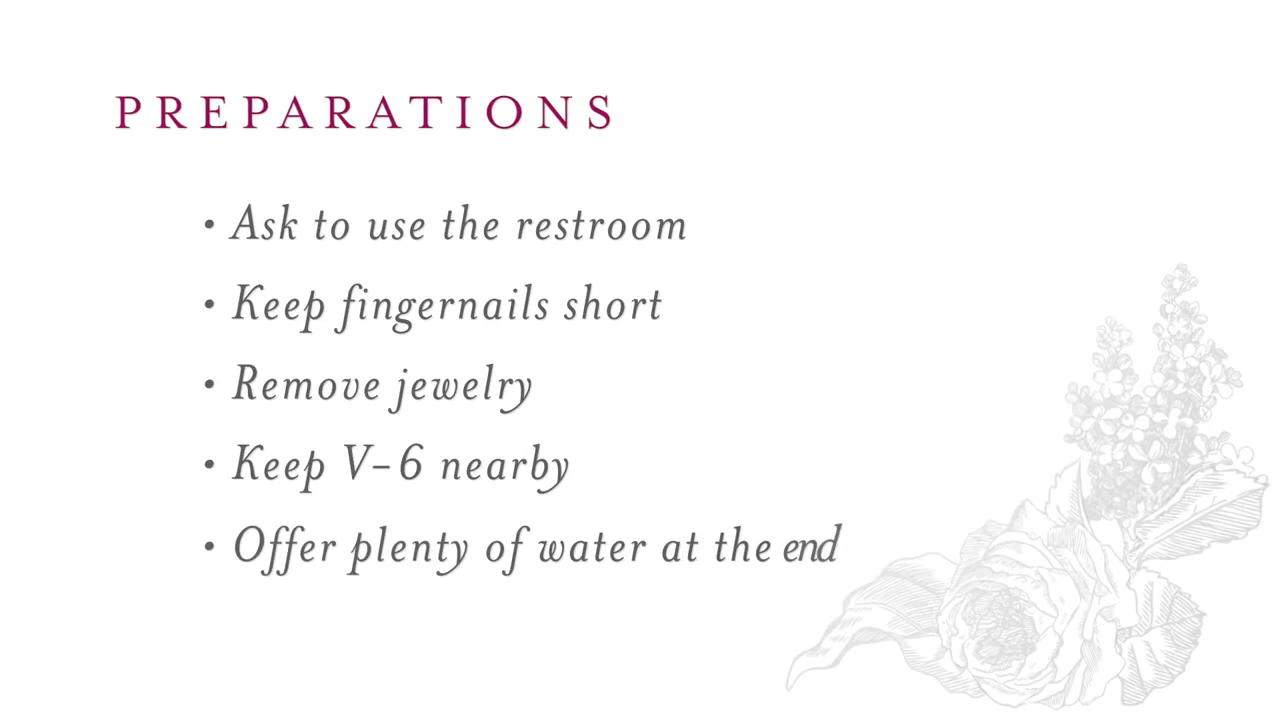 PREPARATIONS
• Ask to use the restroom
• Keep fingernails short
• Remove jewelry
• Keep V-6 nearby
• Offer plenty of water at the end